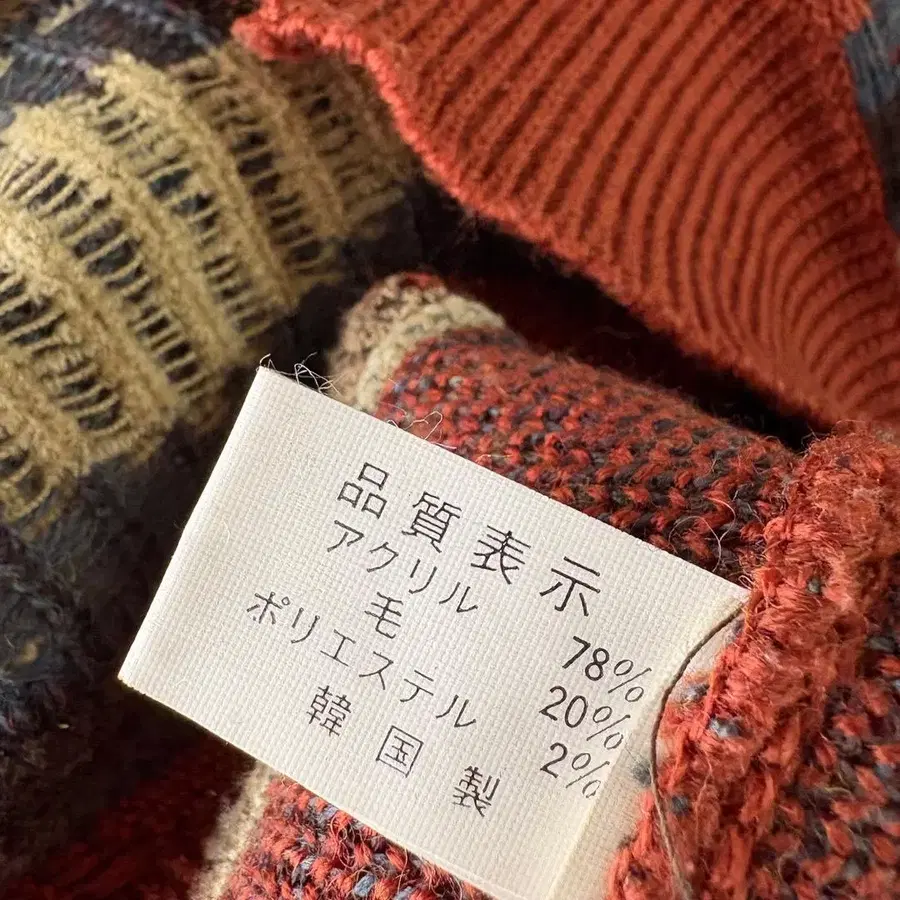 品質表示
アクリル 78%
毛 20%
ポリエステル 2%
韓国製